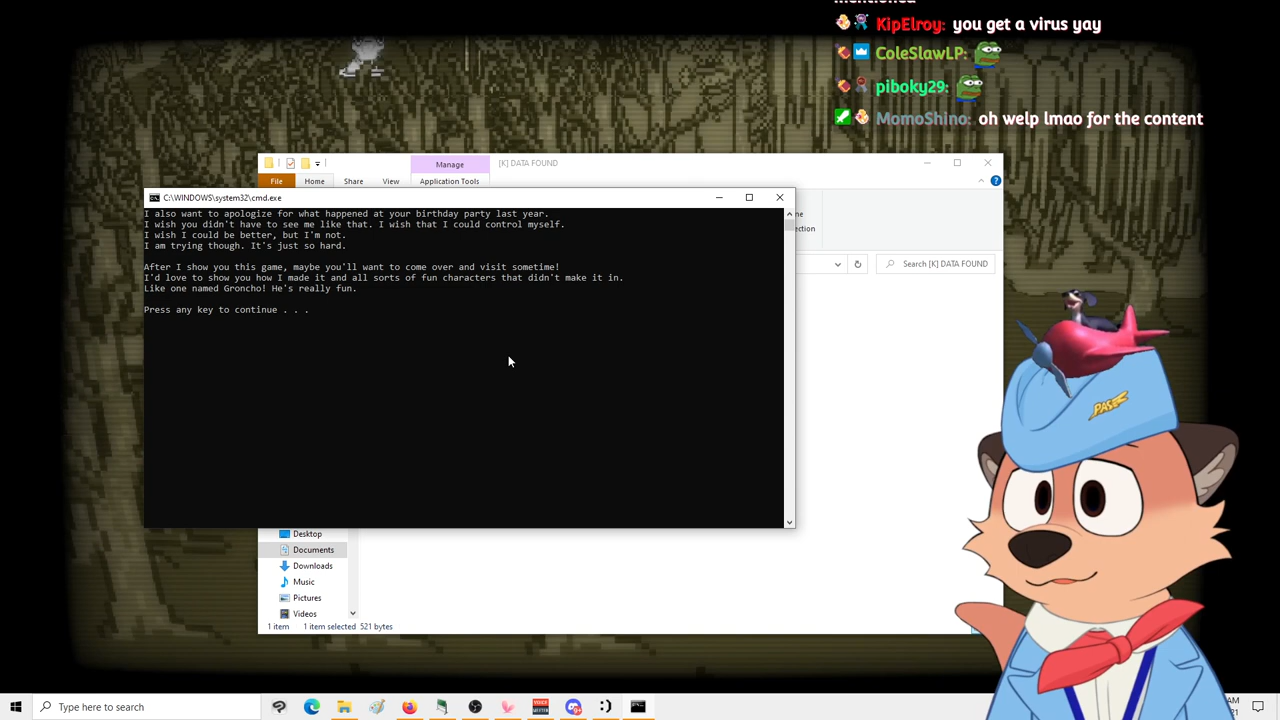 KipElroy: you get a virus yay
ColeSlawLP:
piboky29:
MomoShino: oh welp lmao for the content
Manage
[K] DATA FOUND
File
Home
Share
View
Application Tools
C:\WINDOWS\system32\cmd.exe
I also want to apologize for what happened at your birthday party last year.
I wish you didn't have to see me like that. I wish that I could control myself.
I wish I could be better, but I'm not.
I am trying though. It's just so hard.
After I show you this game, maybe you'll want to come over and visit sometime!
I'd love to show you how I made it and all sorts of fun characters that didn't make it in.
Like one named Groncho! He's really fun.
Press any key to continue . . .
Search [K] DATA FOUND
Desktop
Documents
Downloads
Music
Pictures
Videos
1 item
1 item selected
521 bytes
Type here to search